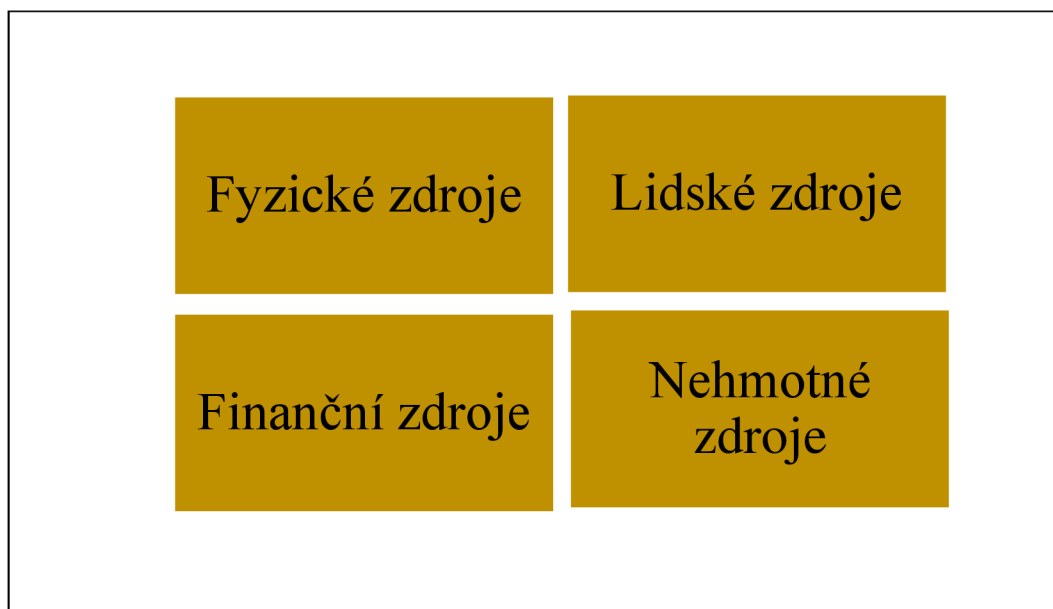 Fyzické zdroje
Lidské zdroje
Finanční zdroje
Nehmotné
zdroje